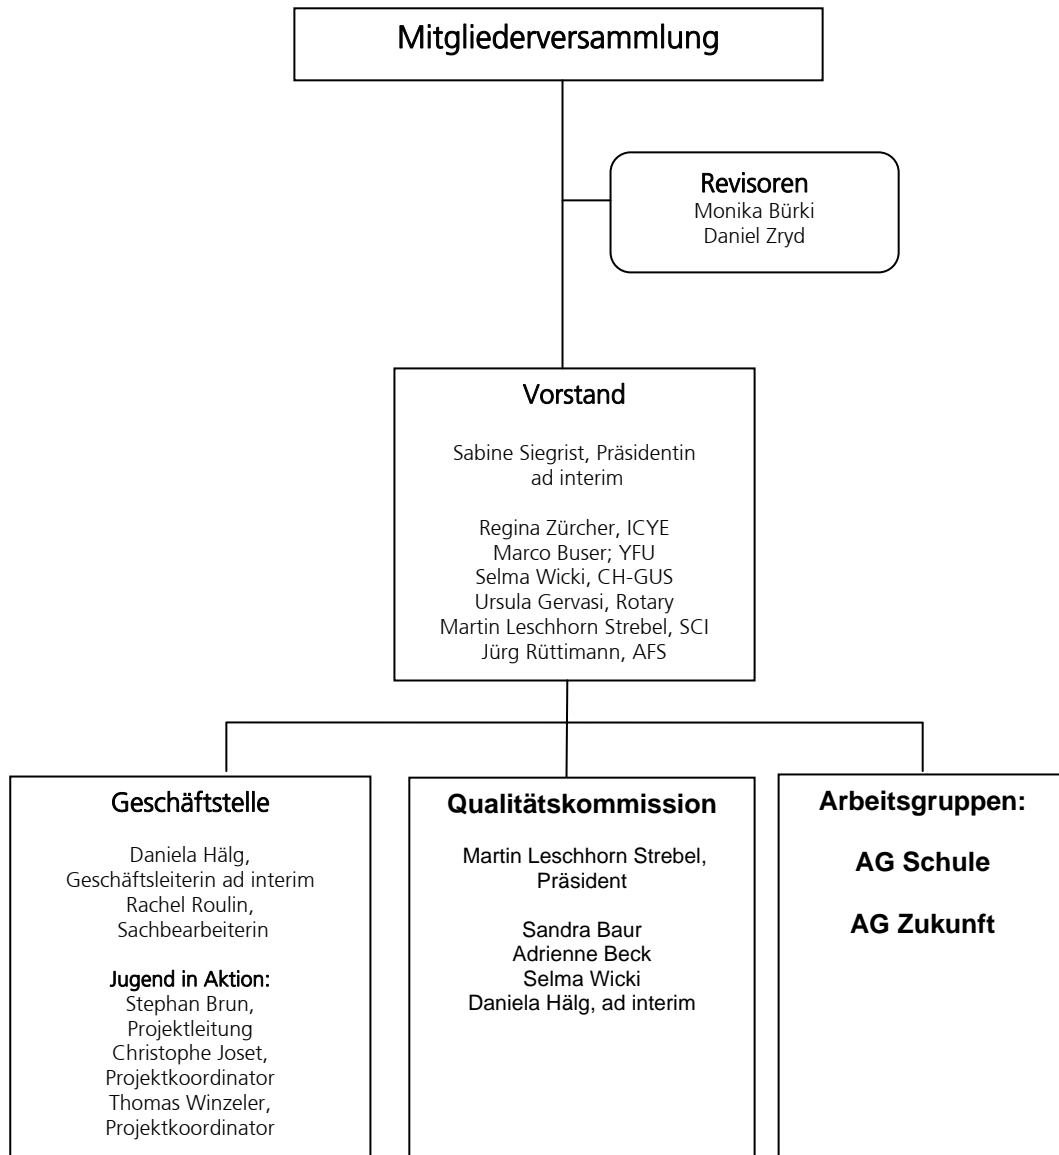 Mitgliederversammlung
Revisoren
Monika Bürki
Daniel Zryd
Vorstand
Sabine Siegrist, Präsidentin
ad interim
Regina Zürcher, ICYE
Marco Buser; YFU
Selma Wicki, CH-GUS
Ursula Gervasi, Rotary
Martin Leschhorn Strebel, SCI
Jürg Rüttimann, AFS
Geschäftstelle
Daniela Hälg,
Geschäftsleiterin ad interim
Rachel Roulin,
Sachbearbeiterin
Jugend in Aktion:
Stephan Brun,
Projektleitung
Christophe Joset,
Projektkoordinator
Thomas Winzeler,
Projektkoordinator
Qualitätskommission
Martin Leschhorn Strebel,
Präsident
Sandra Baur
Adrienne Beck
Selma Wicki
Daniela Hälg, ad interim
Arbeitsgruppen:
AG Schule
AG Zukunft